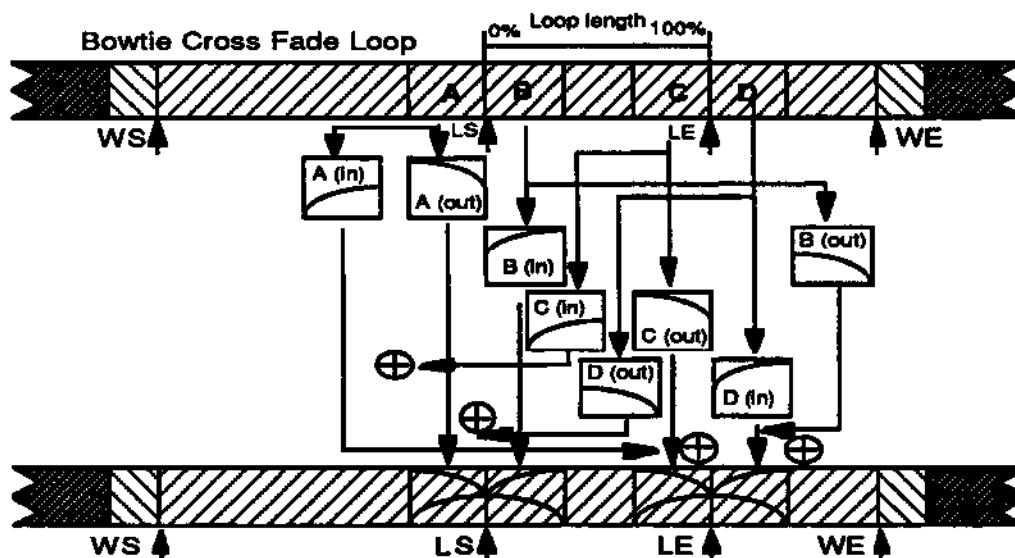 Loop length
0% 100%
Bowtie Cross Fade Loop
A B C D
WS LS LE WE
A (in)
A (out)
B (in)
B (out)
C (in)
C (out)
D (out)
D (in)
WS LS LE WE